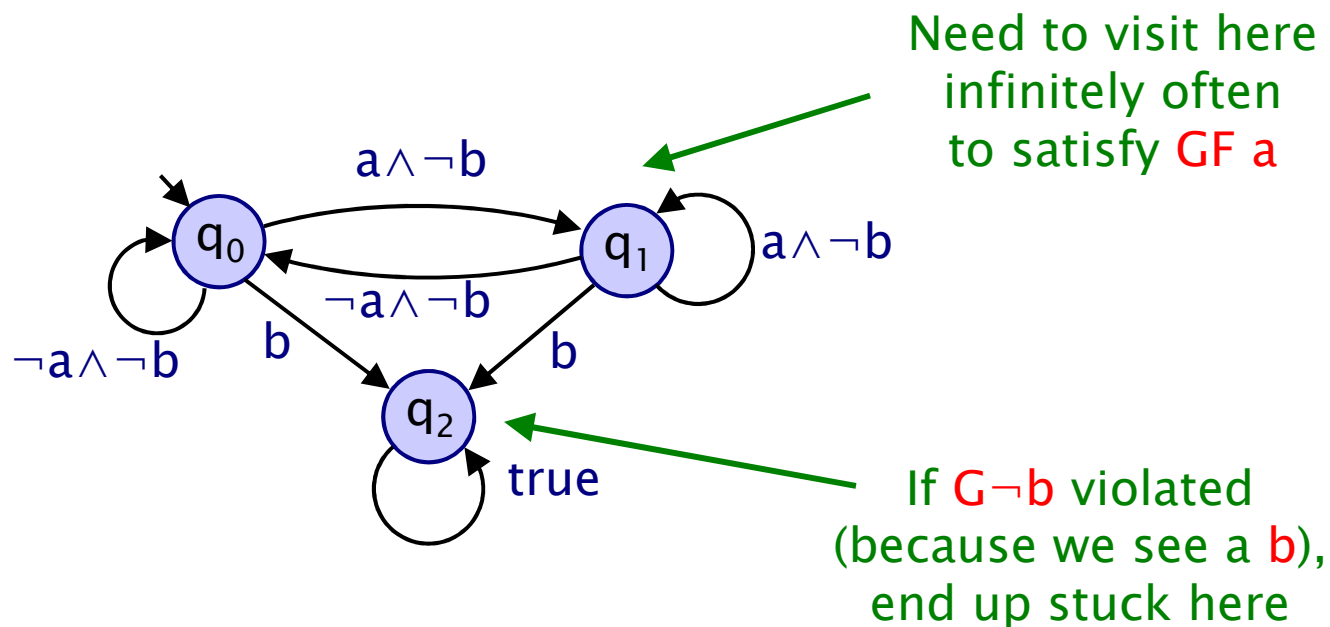 Need to visit here
infinitely often
to satisfy GF a
a∧¬b
q₀
q₁
a∧¬b
¬a∧¬b
¬a∧¬b
b
b
q₂
true
If G¬b violated
(because we see a b),
end up stuck here